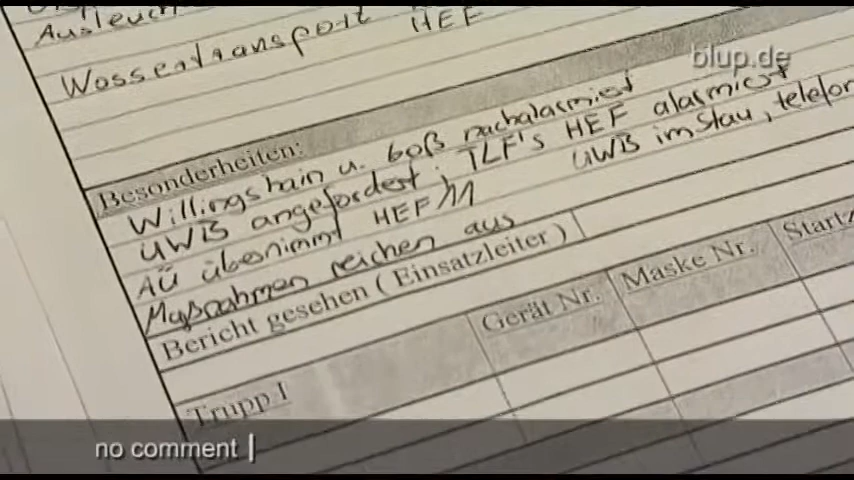 Ausleuch
Wassertransport HEF
blup.de
Besonderheiten:
Willingshain u. Goß nachalarmiert
UWB angefordert; TLF's HEF alarmiert
AÜ übernimmt HEF/11 UWB im Stau, telefon
Maßnahmen reichen aus
Bericht gesehen ( Einsatzleiter )
Gerät Nr. Maske Nr. Startz
Trupp I
no comment